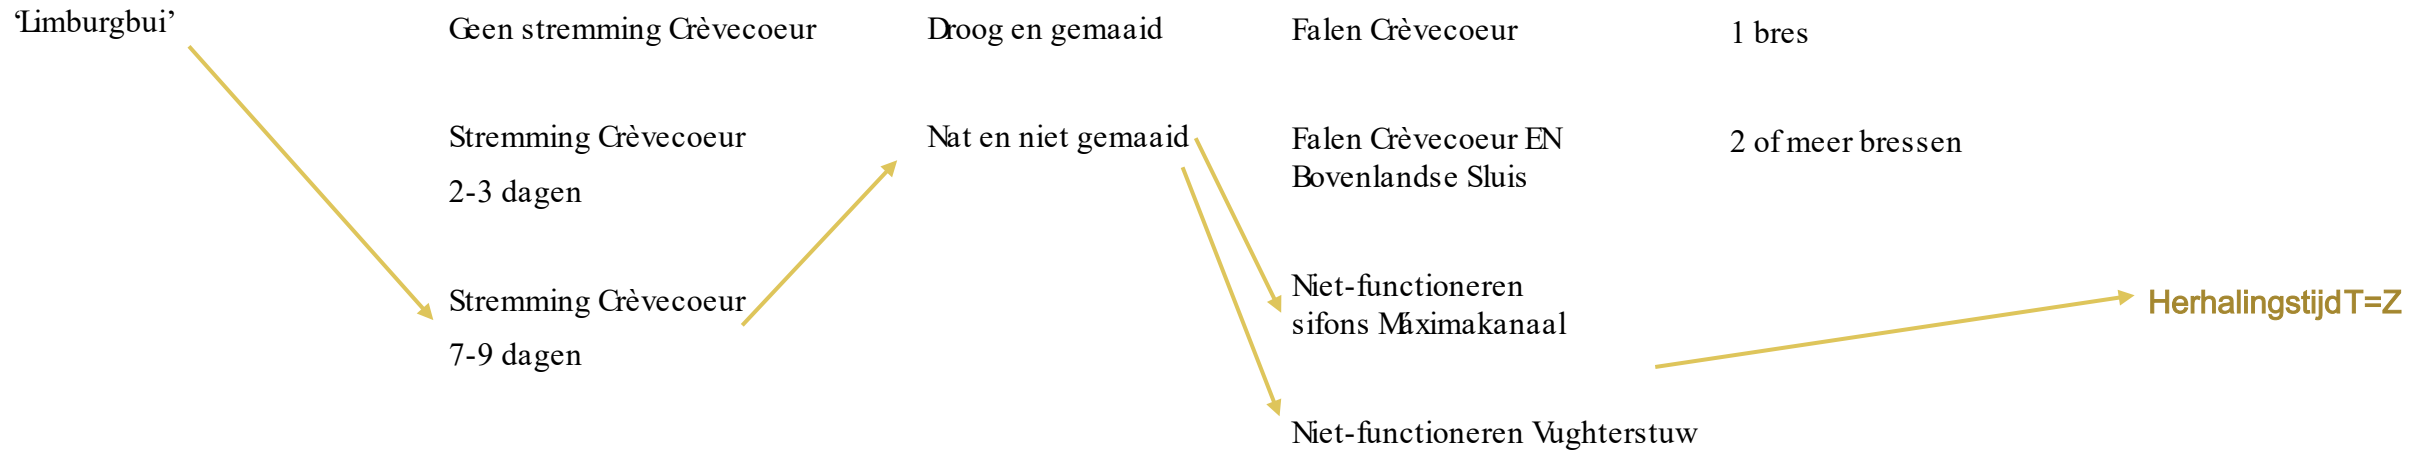 ‘Limburgbui’
Geen stremming Crèvecoeur
Stremming Crèvecoeur
2-3 dagen
Stremming Crèvecoeur
7-9 dagen
Droog en gemaaid
Nat en niet gemaaid
Falen Crèvecoeur
Falen Crèvecoeur EN
Bovenlandse Sluis
Niet-functioneren
sifons Máximakanaal
Niet-functioneren Vughterstuw
1 bres
2 of meer bressen
Herhalingstijd T=Z